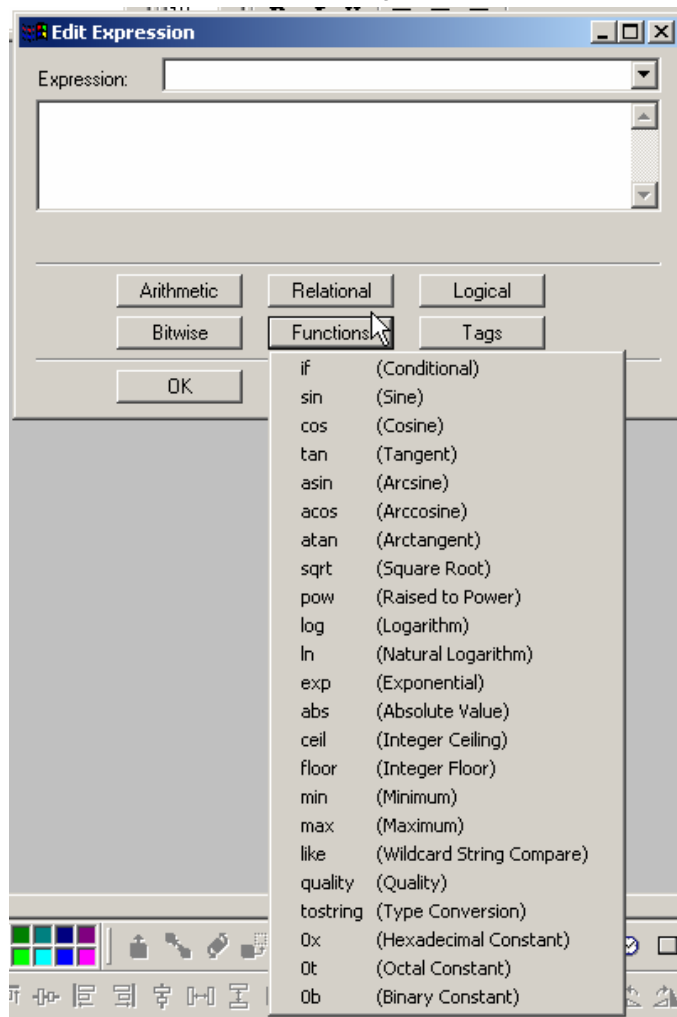 Edit Expression
Expression:
Arithmetic Relational Logical
Bitwise Functions Tags
OK
if (Conditional)
sin (Sine)
cos (Cosine)
tan (Tangent)
asin (Arcsine)
acos (Arccosine)
atan (Arctangent)
sqrt (Square Root)
pow (Raised to Power)
log (Logarithm)
ln (Natural Logarithm)
exp (Exponential)
abs (Absolute Value)
ceil (Integer Ceiling)
floor (Integer Floor)
min (Minimum)
max (Maximum)
like (Wildcard String Compare)
quality (Quality)
tostring (Type Conversion)
0x (Hexadecimal Constant)
0t (Octal Constant)
0b (Binary Constant)